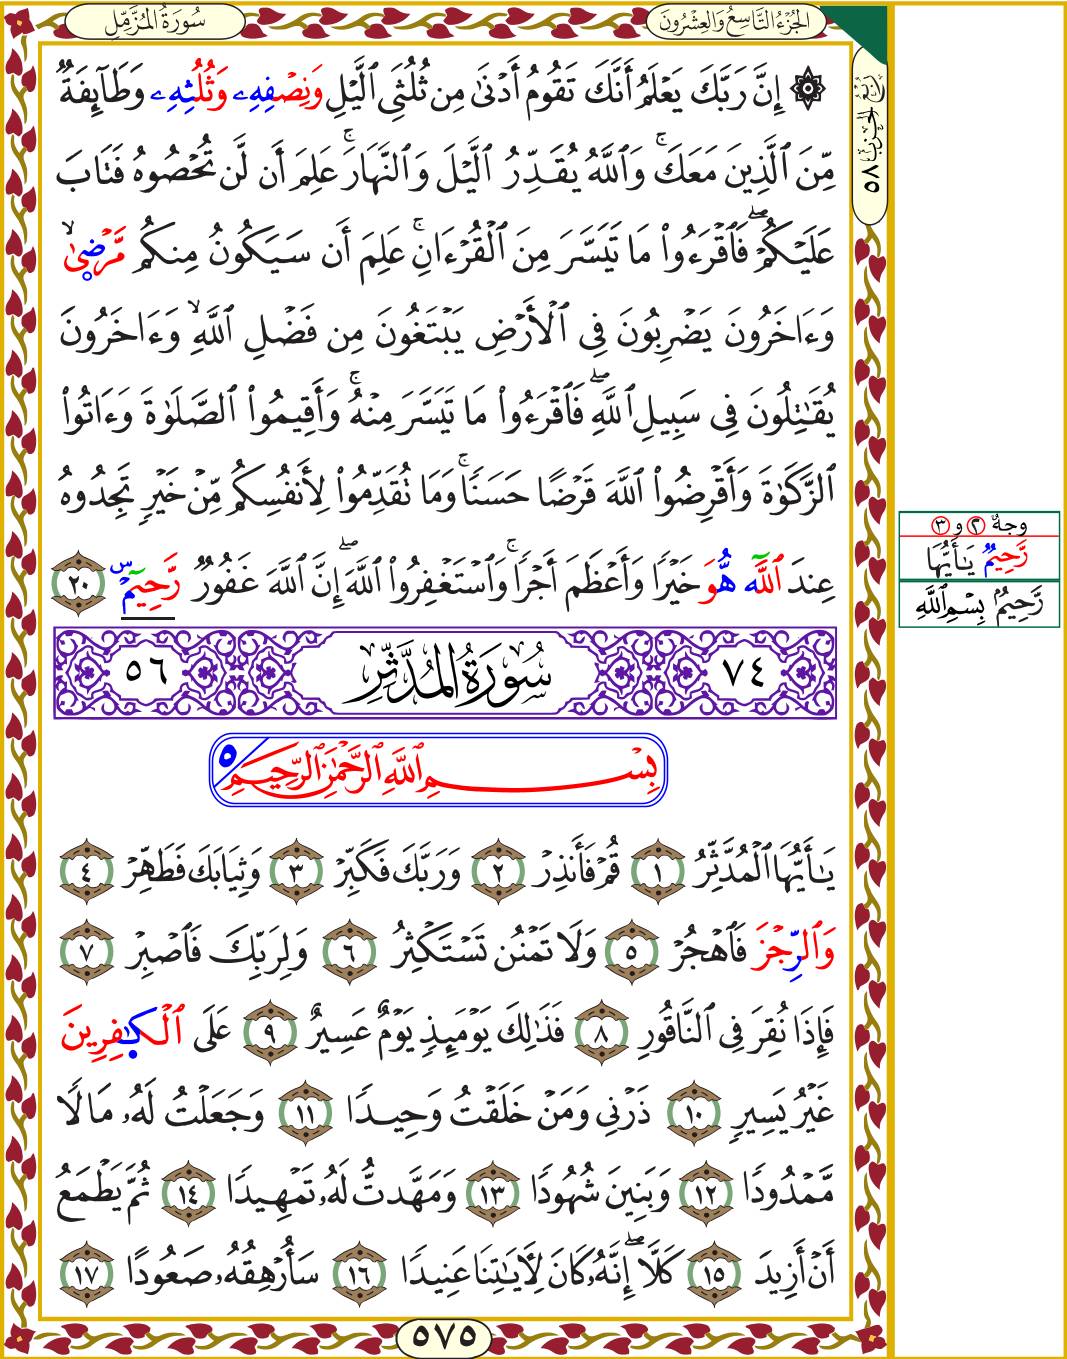 سُورَةُ المُزَّمِّل
الجُزْءُ التَّاسِعُ وَالعِشْرُونَ
رُبْعُ الحِزْب ٥٨
۞ إِنَّ رَبَّكَ يَعْلَمُ أَنَّكَ تَقُومُ أَدْنَىٰ مِن ثُلُثَىِ ٱلَّيْلِ وَنِصْفِهِۦ وَثُلُثِهِۦ وَطَآئِفَةٌ
مِّنَ ٱلَّذِينَ مَعَكَۚ وَٱللَّهُ يُقَدِّرُ ٱلَّيْلَ وَٱلنَّهَارَۚ عَلِمَ أَن لَّن تُحْصُوهُ فَتَابَ
عَلَيْكُمْۖ فَٱقْرَءُوا۟ مَا تَيَسَّرَ مِنَ ٱلْقُرْءَانِۚ عَلِمَ أَن سَيَكُونُ مِنكُم مَّرْضَىٰۙ
وَءَاخَرُونَ يَضْرِبُونَ فِى ٱلْأَرْضِ يَبْتَغُونَ مِن فَضْلِ ٱللَّهِۙ وَءَاخَرُونَ
يُقَـٰتِلُونَ فِى سَبِيلِ ٱللَّهِۖ فَٱقْرَءُوا۟ مَا تَيَسَّرَ مِنْهُۚ وَأَقِيمُوا۟ ٱلصَّلَوٰةَ وَءَاتُوا۟
ٱلزَّكَوٰةَ وَأَقْرِضُوا۟ ٱللَّهَ قَرْضًا حَسَنًاۚ وَمَا تُقَدِّمُوا۟ لِأَنفُسِكُم مِّنْ خَيْرٍ تَجِدُوهُ
عِندَ ٱللَّهِ هُوَ خَيْرًا وَأَعْظَمَ أَجْرًاۚ وَٱسْتَغْفِرُوا۟ ٱللَّهَۖ إِنَّ ٱللَّهَ غَفُورٌ رَّحِيمٌۢ س ٢٠
٧٤ سُورَةُ المُدَّثِّر ٥٦
بِسْمِ ٱللَّهِ ٱلرَّحْمَـٰنِ ٱلرَّحِيمِ ٥
يَـٰٓأَيُّهَا ٱلْمُدَّثِّرُ ١ قُمْ فَأَنذِرْ ٢ وَرَبَّكَ فَكَبِّرْ ٣ وَثِيَابَكَ فَطَهِّرْ ٤
وَٱلرِّجْزَ فَٱهْجُرْ ٥ وَلَا تَمْنُن تَسْتَكْثِرُ ٦ وَلِرَبِّكَ فَٱصْبِرْ ٧
فَإِذَا نُقِرَ فِى ٱلنَّاقُورِ ٨ فَذَٰلِكَ يَوْمَئِذٍ يَوْمٌ عَسِيرٌ ٩ عَلَى ٱلْكَـٰفِرِينَ
غَيْرُ يَسِيرٍ ١٠ ذَرْنِى وَمَنْ خَلَقْتُ وَحِيدًا ١١ وَجَعَلْتُ لَهُۥ مَالًا
مَّمْدُودًا ١٢ وَبَنِينَ شُهُودًا ١٣ وَمَهَّدتُّ لَهُۥ تَمْهِيدًا ١٤ ثُمَّ يَطْمَعُ
أَنْ أَزِيدَ ١٥ كَلَّآۖ إِنَّهُۥ كَانَ لِـَٔايَـٰتِنَا عَنِيدًا ١٦ سَأُرْهِقُهُۥ صَعُودًا ١٧
٥٧٥
وجهٌ ٢ و ٣
رَّحِيمٌ يَـٰٓأَيُّهَا
رَّحِيمٌ بِسْمِ ٱللَّهِ